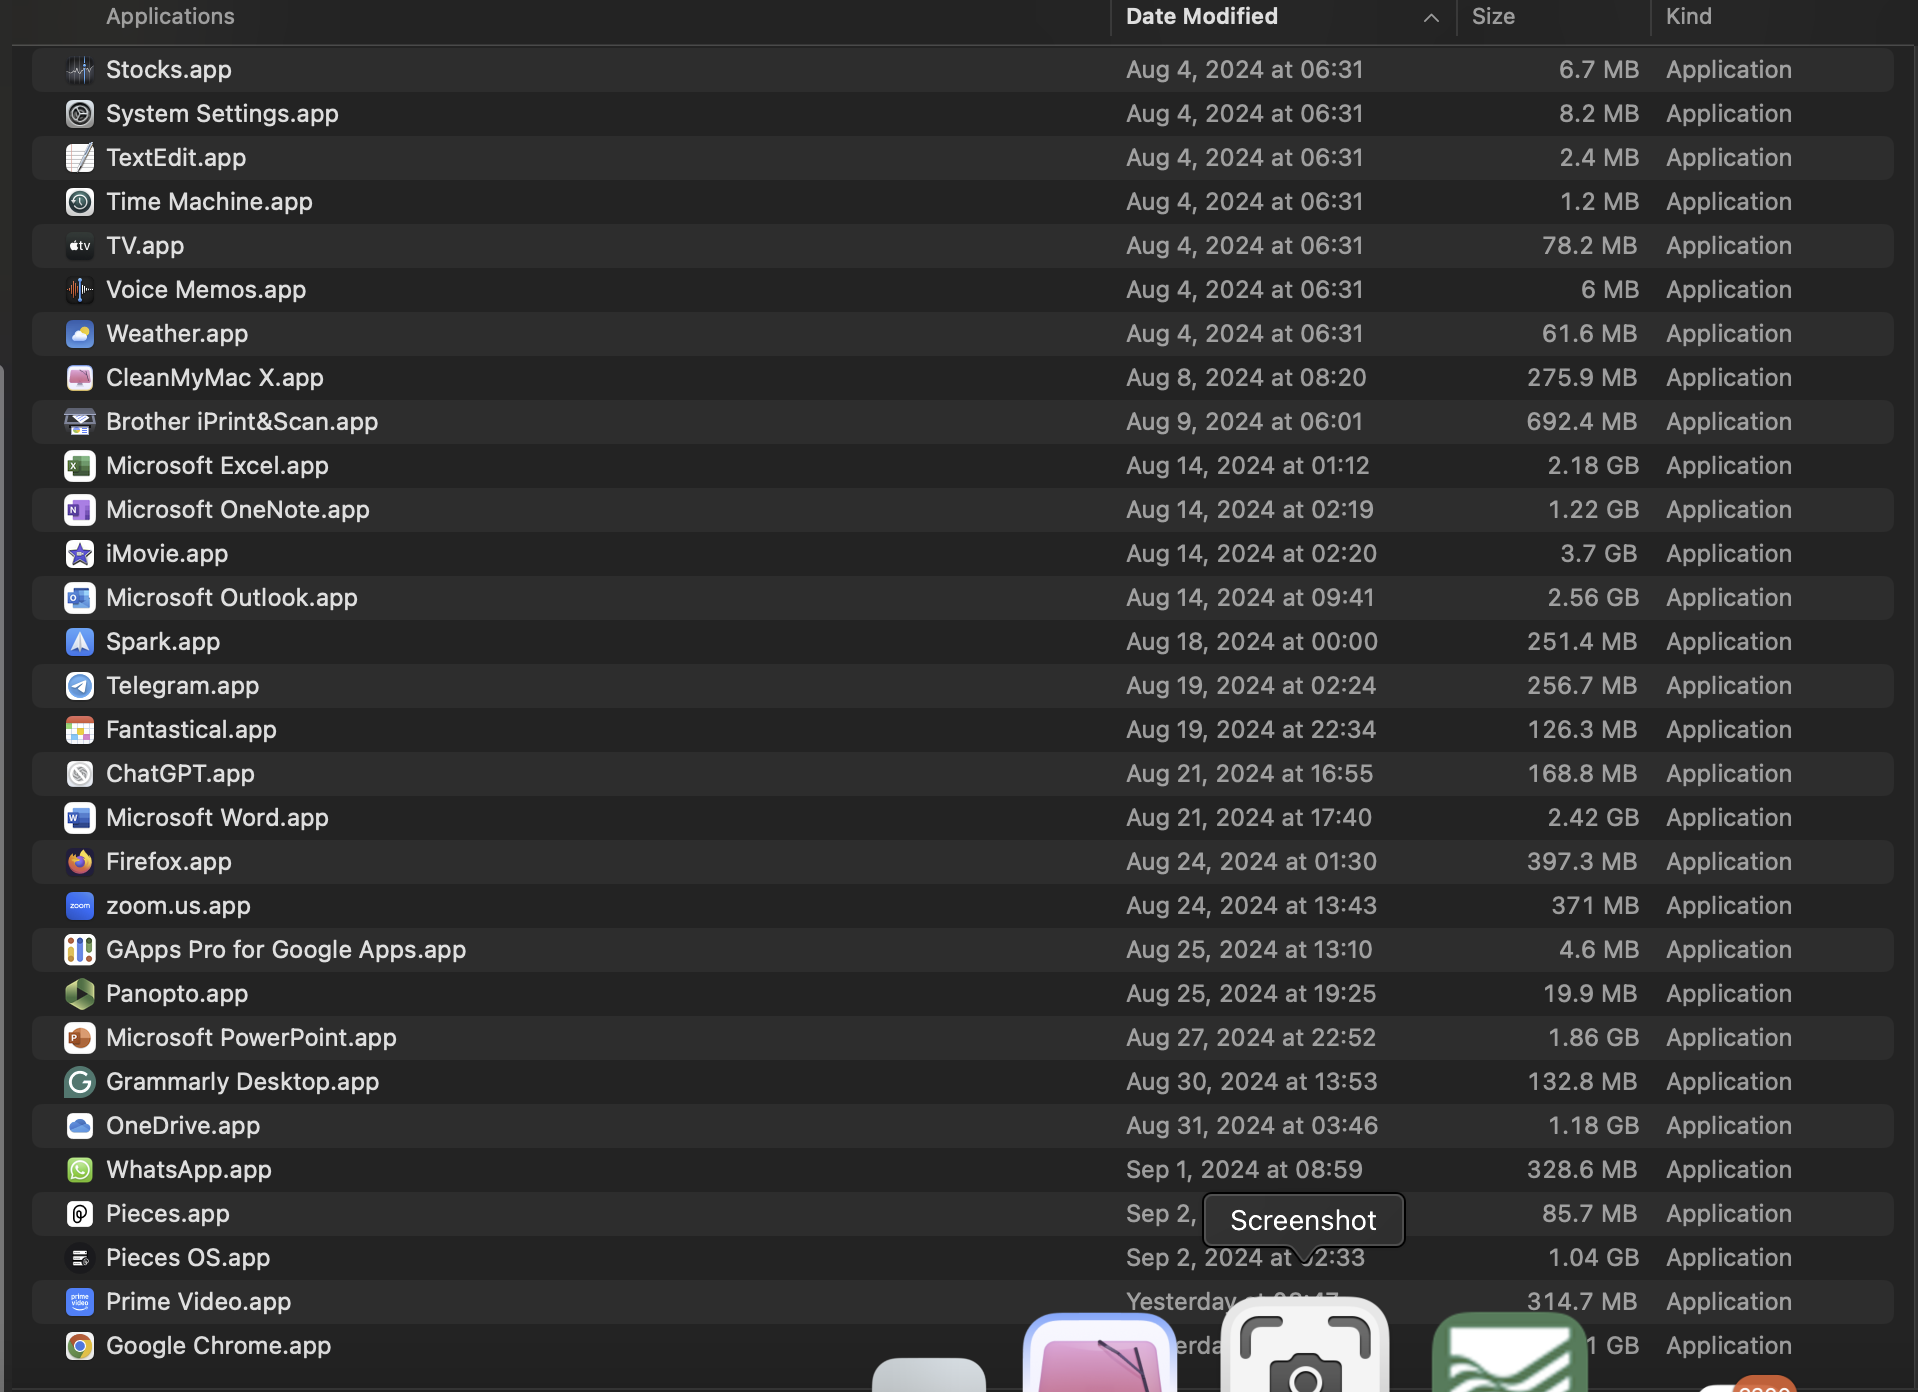 Applications Date Modified Size Kind
Stocks.app Aug 4, 2024 at 06:31 6.7 MB Application
System Settings.app Aug 4, 2024 at 06:31 8.2 MB Application
TextEdit.app Aug 4, 2024 at 06:31 2.4 MB Application
Time Machine.app Aug 4, 2024 at 06:31 1.2 MB Application
tv TV.app Aug 4, 2024 at 06:31 78.2 MB Application
Voice Memos.app Aug 4, 2024 at 06:31 6 MB Application
Weather.app Aug 4, 2024 at 06:31 61.6 MB Application
CleanMyMac X.app Aug 8, 2024 at 08:20 275.9 MB Application
Brother iPrint&Scan.app Aug 9, 2024 at 06:01 692.4 MB Application
Microsoft Excel.app Aug 14, 2024 at 01:12 2.18 GB Application
Microsoft OneNote.app Aug 14, 2024 at 02:19 1.22 GB Application
iMovie.app Aug 14, 2024 at 02:20 3.7 GB Application
Microsoft Outlook.app Aug 14, 2024 at 09:41 2.56 GB Application
Spark.app Aug 18, 2024 at 00:00 251.4 MB Application
Telegram.app Aug 19, 2024 at 02:24 256.7 MB Application
Fantastical.app Aug 19, 2024 at 22:34 126.3 MB Application
ChatGPT.app Aug 21, 2024 at 16:55 168.8 MB Application
Microsoft Word.app Aug 21, 2024 at 17:40 2.42 GB Application
Firefox.app Aug 24, 2024 at 01:30 397.3 MB Application
zoom zoom.us.app Aug 24, 2024 at 13:43 371 MB Application
GApps Pro for Google Apps.app Aug 25, 2024 at 13:10 4.6 MB Application
Panopto.app Aug 25, 2024 at 19:25 19.9 MB Application
Microsoft PowerPoint.app Aug 27, 2024 at 22:52 1.86 GB Application
Grammarly Desktop.app Aug 30, 2024 at 13:53 132.8 MB Application
OneDrive.app Aug 31, 2024 at 03:46 1.18 GB Application
WhatsApp.app Sep 1, 2024 at 08:59 328.6 MB Application
Pieces.app Sep 2, 85.7 MB Application
Screenshot
Pieces OS.app Sep 2, 2024 at 02:33 1.04 GB Application
prime video Prime Video.app Yesterday 314.7 MB Application
Google Chrome.app GB Application